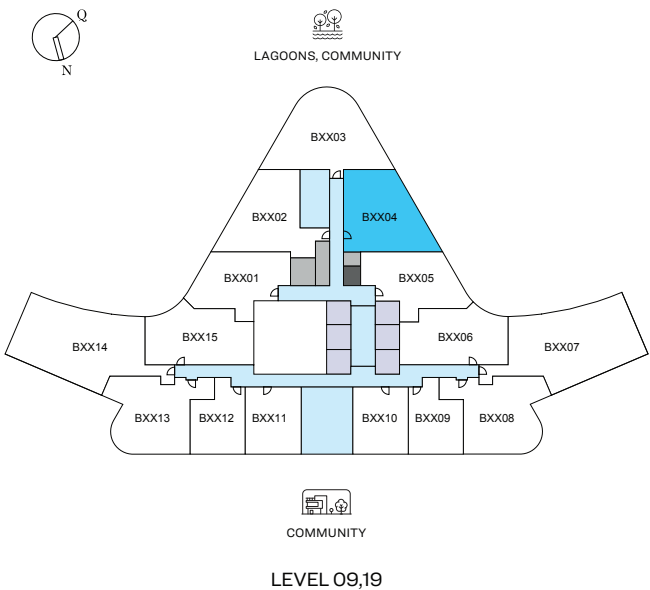 Q
N
LAGOONS, COMMUNITY
BXX03
BXX02
BXX04
BXX01
BXX05
BXX14
BXX15
BXX06
BXX07
BXX13
BXX12
BXX11
BXX10
BXX09
BXX08
COMMUNITY
LEVEL 09,19